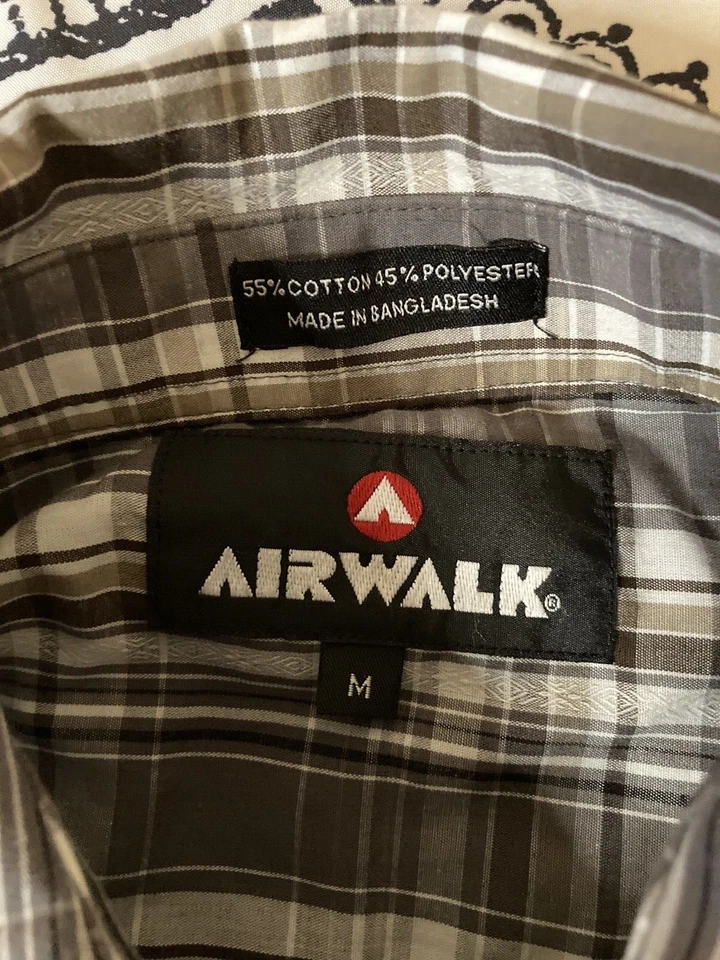 55% COTTON 45% POLYESTER
MADE IN BANGLADESH
AIRWALK®
M